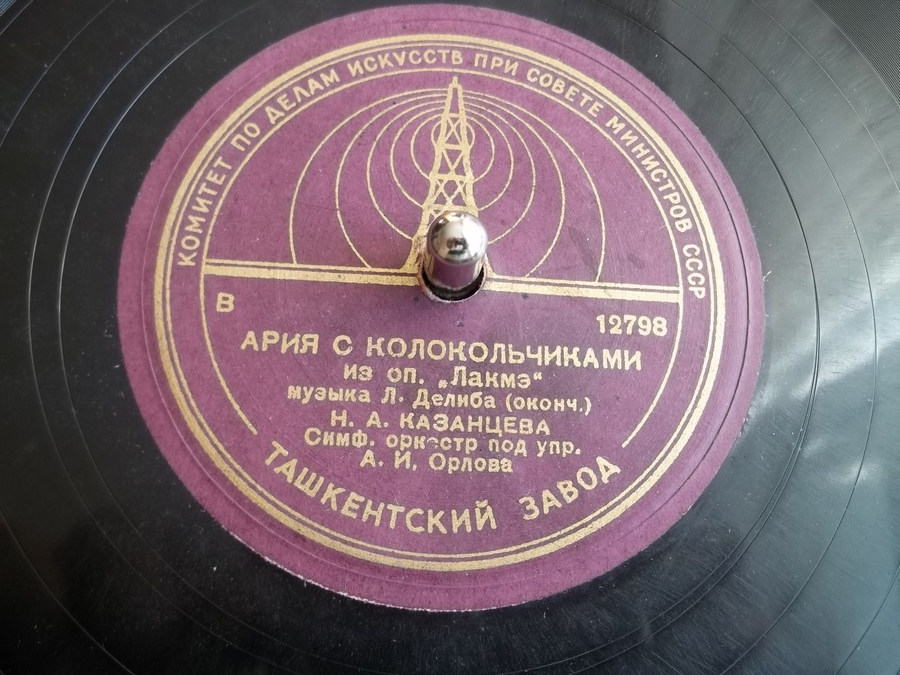 КОМИТЕТ ПО ДЕЛАМ ИСКУССТВ ПРИ СОВЕТЕ МИНИСТРОВ СССР
В 12798
АРИЯ С КОЛОКОЛЬЧИКАМИ
из оп. „Лакмэ“
музыка Л. Делиба (оконч.)
Н. А. КАЗАНЦЕВА
Симф. оркестр под упр.
А. И. Орлова
ТАШКЕНТСКИЙ ЗАВОД